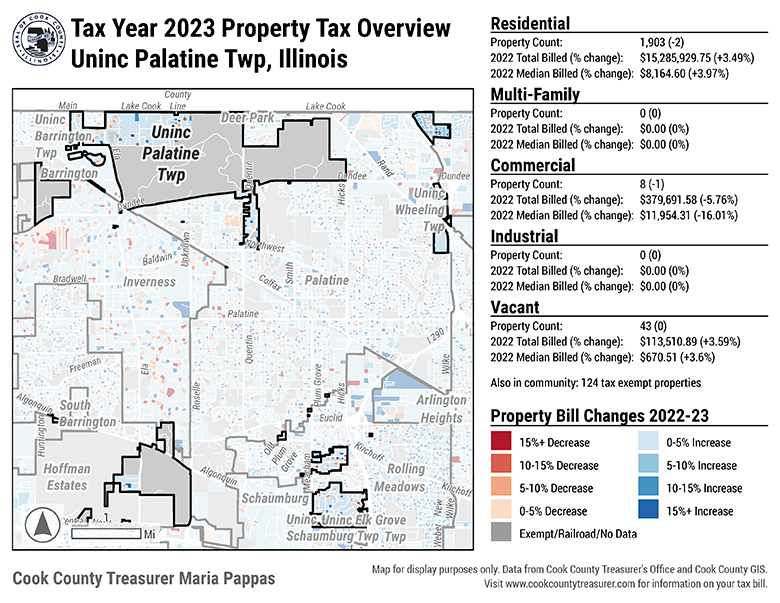 Tax Year 2023 Property Tax Overview
Uninc Palatine Twp, Illinois
County
Main Lake Cook Line Lake Cook
Uninc
Barrington
Twp
Barrington
Ela
Uninc
Palatine
Twp
Deer Park
Quentin
Hicks
Rand
Dundee
Dundee
Dundee
Uninc
Wheeling
Twp
Northwest
Unknown
Baldwin
Bradwell
Inverness
Colfax
Smith
Palatine
Palatine
I 290
Wilke
Freeman
Ela
Roselle
Quentin
Plum Grove
Hicks
Euclid
Arlington
Heights
Algonquin
South
Barrington
Huntington
Old
Plum
Grove
Meacham
Kirchoff
Rolling
Meadows
Kirchoff
Hoffman
Estates
Algonquin
Schaumburg
Uninc Uninc Elk Grove
Schaumburg Twp Twp
Weber
New
Wilke
Mi
Residential
Property Count: 1,903 (-2)
2022 Total Billed (% change): $15,285,929.75 (+3.49%)
2022 Median Billed (% change): $8,164.60 (+3.97%)
Multi-Family
Property Count: 0 (0)
2022 Total Billed (% change): $0.00 (0%)
2022 Median Billed (% change): $0.00 (0%)
Commercial
Property Count: 8 (-1)
2022 Total Billed (% change): $379,691.58 (-5.76%)
2022 Median Billed (% change): $11,954.31 (-16.01%)
Industrial
Property Count: 0 (0)
2022 Total Billed (% change): $0.00 (0%)
2022 Median Billed (% change): $0.00 (0%)
Vacant
Property Count: 43 (0)
2022 Total Billed (% change): $113,510.89 (+3.59%)
2022 Median Billed (% change): $670.51 (+3.6%)
Also in community: 124 tax exempt properties
Property Bill Changes 2022-23
15%+ Decrease
10-15% Decrease
5-10% Decrease
0-5% Decrease
Exempt/Railroad/No Data
0-5% Increase
5-10% Increase
10-15% Increase
15%+ Increase
Cook County Treasurer Maria Pappas
Map for display purposes only. Data from Cook County Treasurer's Office and Cook County GIS.
Visit www.cookcountytreasurer.com for information on your tax bill.